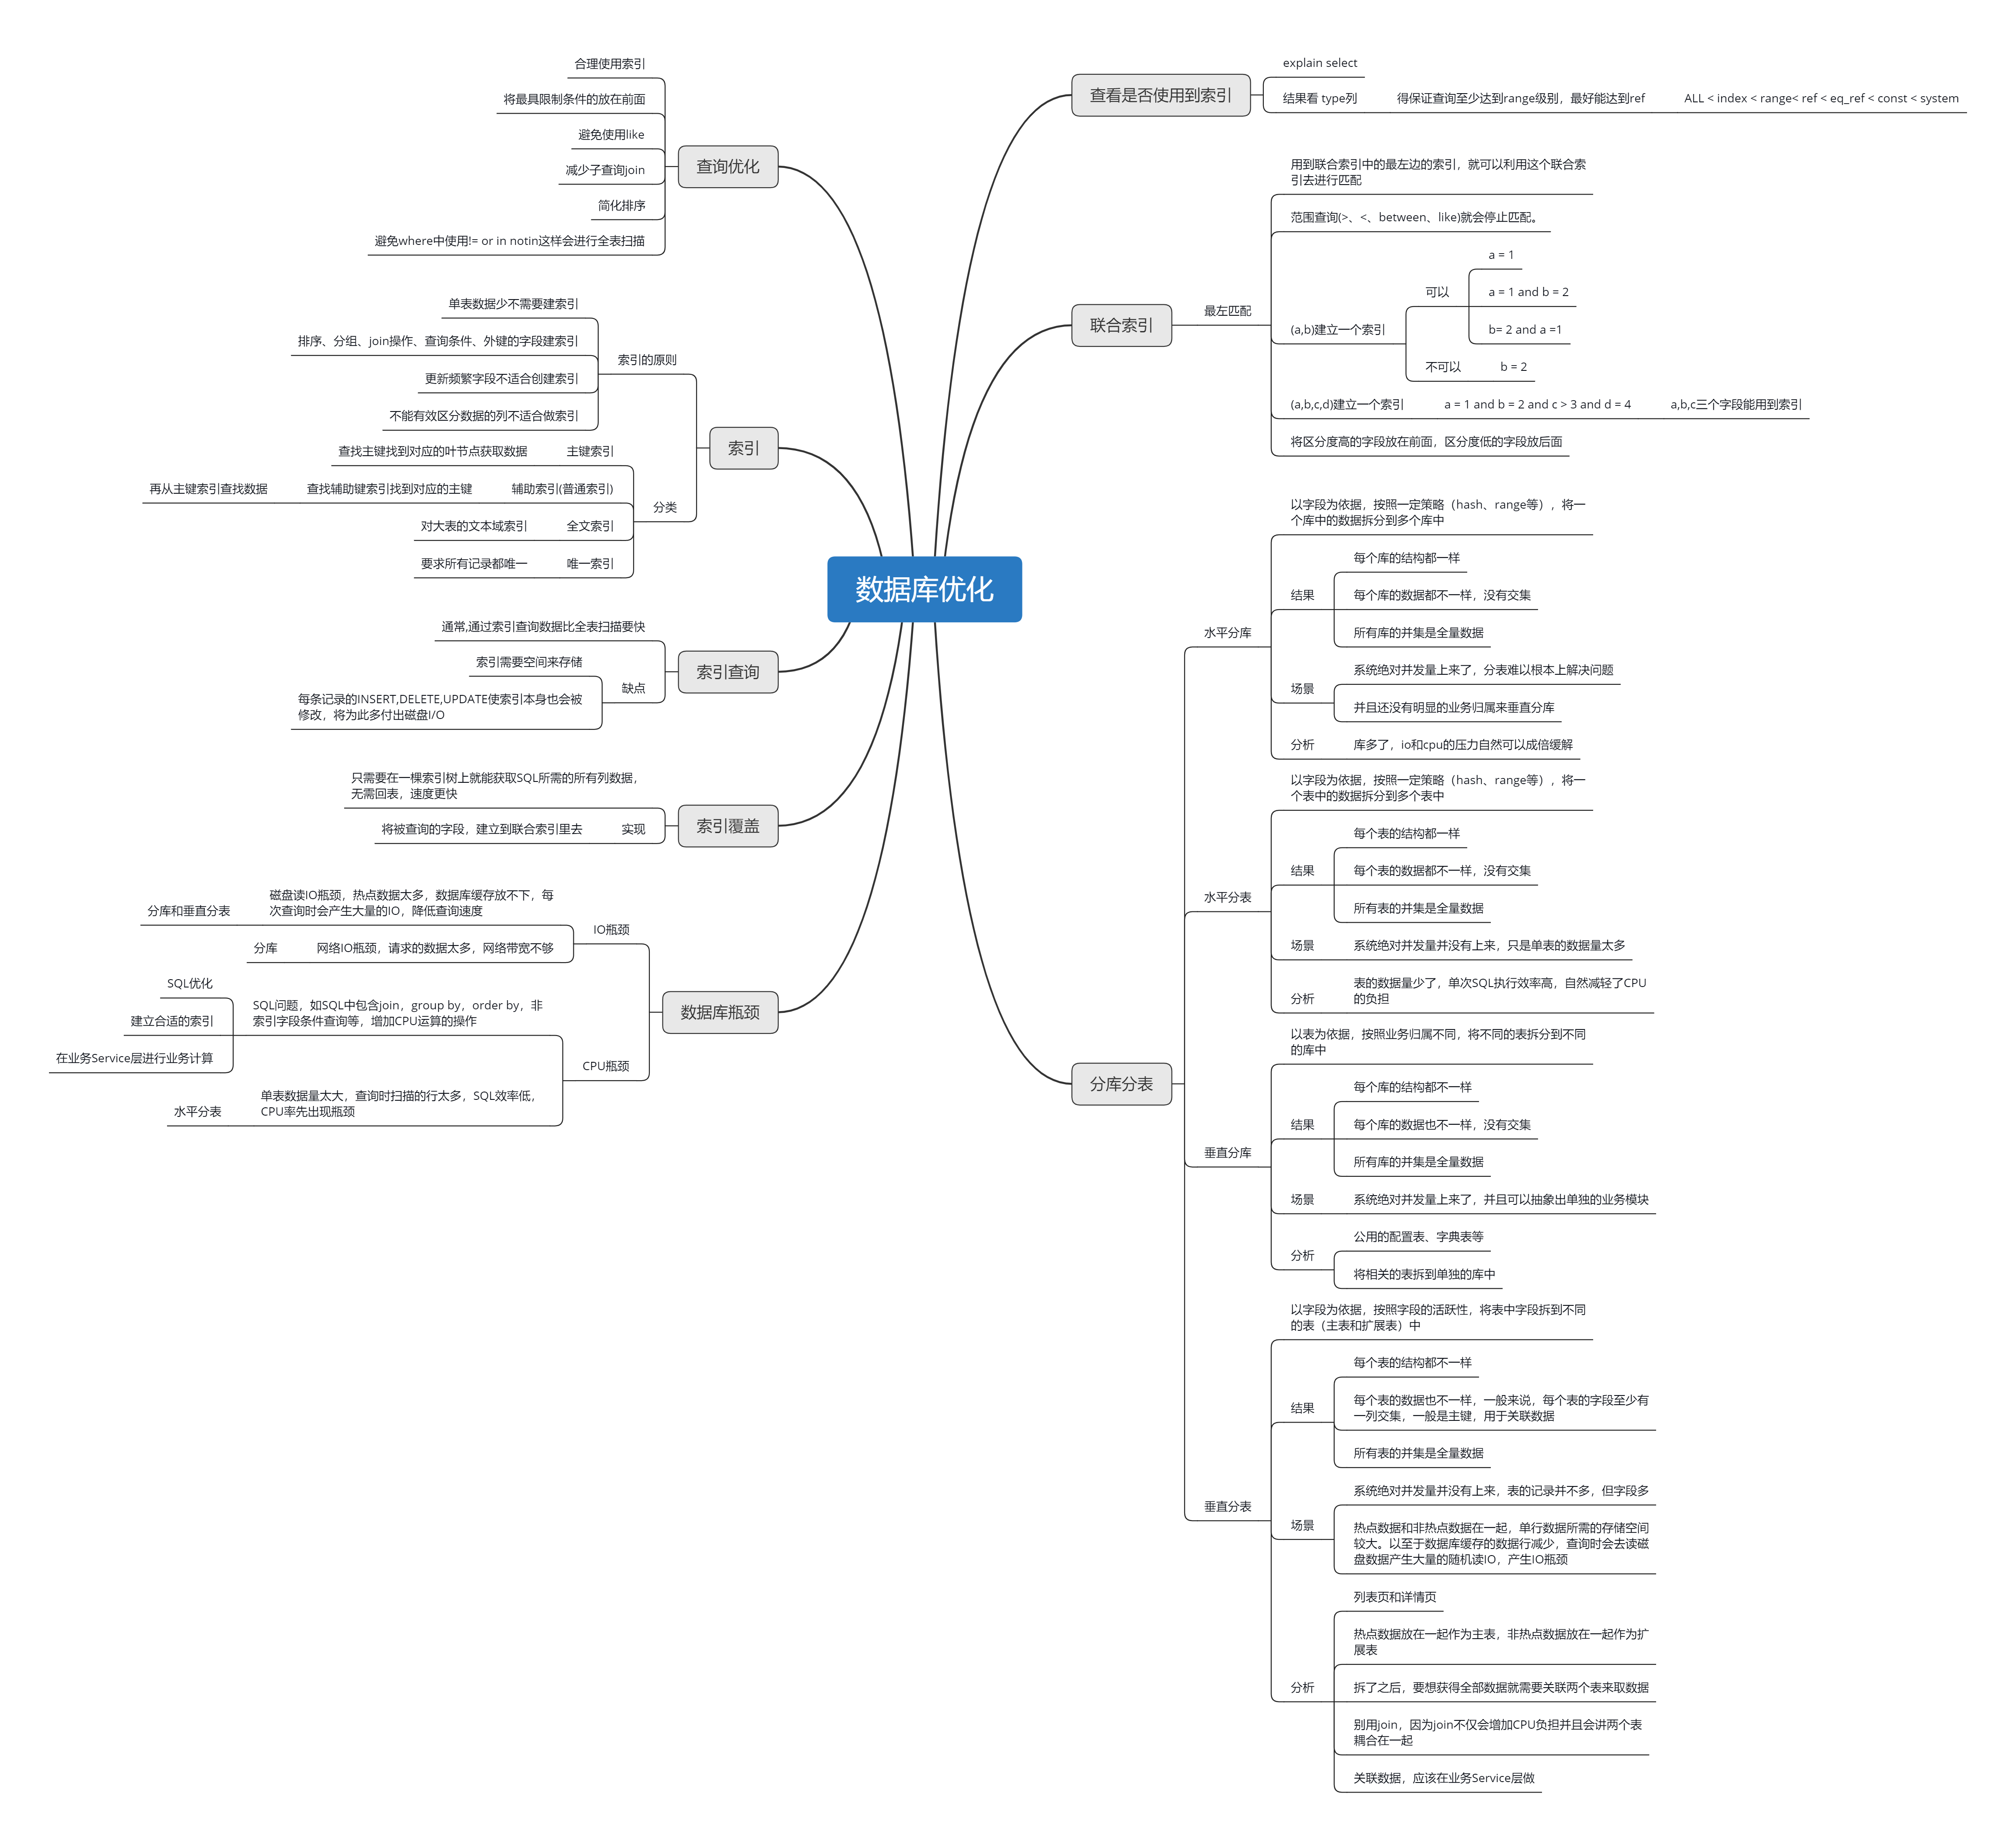 数据库优化
查询优化
合理使用索引
将最具限制条件的放在前面
避免使用like
减少子查询join
简化排序
避免where中使用!= or in notin这样会进行全表扫描
索引
索引的原则
单表数据少不需要建索引
排序、分组、join操作、查询条件、外键的字段建索引
更新频繁字段不适合创建索引
不能有效区分数据的列不适合做索引
分类
主键索引
查找主键找到对应的叶节点获取数据
辅助索引(普通索引)
查找辅助键索引找到对应的主键
再从主键索引查找数据
全文索引
对大表的文本域索引
唯一索引
要求所有记录都唯一
索引查询
通常,通过索引查询数据比全表扫描要快
缺点
索引需要空间来存储
每条记录的INSERT,DELETE,UPDATE使索引本身也会被
修改，将为此多付出磁盘I/O
索引覆盖
只需要在一棵索引树上就能获取SQL所需的所有列数据，
无需回表，速度更快
实现
将被查询的字段，建立到联合索引里去
数据库瓶颈
IO瓶颈
磁盘读IO瓶颈，热点数据太多，数据库缓存放不下，每
次查询时会产生大量的IO，降低查询速度
分库和垂直分表
网络IO瓶颈，请求的数据太多，网络带宽不够
分库
CPU瓶颈
SQL问题，如SQL中包含join，group by，order by，非
索引字段条件查询等，增加CPU运算的操作
SQL优化
建立合适的索引
在业务Service层进行业务计算
单表数据量太大，查询时扫描的行太多，SQL效率低，
CPU率先出现瓶颈
水平分表
查看是否使用到索引
explain select
结果看 type列
得保证查询至少达到range级别，最好能达到ref
ALL < index < range< ref < eq_ref < const < system
联合索引
最左匹配
用到联合索引中的最左边的索引，就可以利用这个联合索
引去进行匹配
范围查询(>、<、between、like)就会停止匹配。
(a,b)建立一个索引
可以
a = 1
a = 1 and b = 2
b= 2 and a =1
不可以
b = 2
(a,b,c,d)建立一个索引
a = 1 and b = 2 and c > 3 and d = 4
a,b,c三个字段能用到索引
将区分度高的字段放在前面，区分度低的字段放后面
分库分表
水平分库
以字段为依据，按照一定策略（hash、range等），将一
个库中的数据拆分到多个库中
结果
每个库的结构都一样
每个库的数据都不一样，没有交集
所有库的并集是全量数据
场景
系统绝对并发量上来了，分表难以根本上解决问题
并且还没有明显的业务归属来垂直分库
分析
库多了，io和cpu的压力自然可以成倍缓解
水平分表
以字段为依据，按照一定策略（hash、range等），将一
个表中的数据拆分到多个表中
结果
每个表的结构都一样
每个表的数据都不一样，没有交集
所有表的并集是全量数据
场景
系统绝对并发量并没有上来，只是单表的数据量太多
分析
表的数据量少了，单次SQL执行效率高，自然减轻了CPU
的负担
垂直分库
以表为依据，按照业务归属不同，将不同的表拆分到不同
的库中
结果
每个库的结构都不一样
每个库的数据也不一样，没有交集
所有库的并集是全量数据
场景
系统绝对并发量上来了，并且可以抽象出单独的业务模块
分析
公用的配置表、字典表等
将相关的表拆到单独的库中
垂直分表
以字段为依据，按照字段的活跃性，将表中字段拆到不同
的表（主表和扩展表）中
结果
每个表的结构都不一样
每个表的数据也不一样，一般来说，每个表的字段至少有
一列交集，一般是主键，用于关联数据
所有表的并集是全量数据
场景
系统绝对并发量并没有上来，表的记录并不多，但字段多
热点数据和非热点数据在一起，单行数据所需的存储空间
较大。以至于数据库缓存的数据行减少，查询时会去读磁
盘数据产生大量的随机读IO，产生IO瓶颈
分析
列表页和详情页
热点数据放在一起作为主表，非热点数据放在一起作为扩
展表
拆了之后，要想获得全部数据就需要关联两个表来取数据
别用join，因为join不仅会增加CPU负担并且会讲两个表
耦合在一起
关联数据，应该在业务Service层做